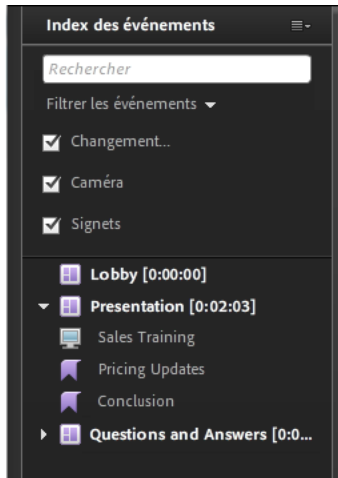 Index des événements
Rechercher
Filtrer les événements
Changement...
Caméra
Signets
Lobby [0:00:00]
Presentation [0:02:03]
Sales Training
Pricing Updates
Conclusion
Questions and Answers [0:0...